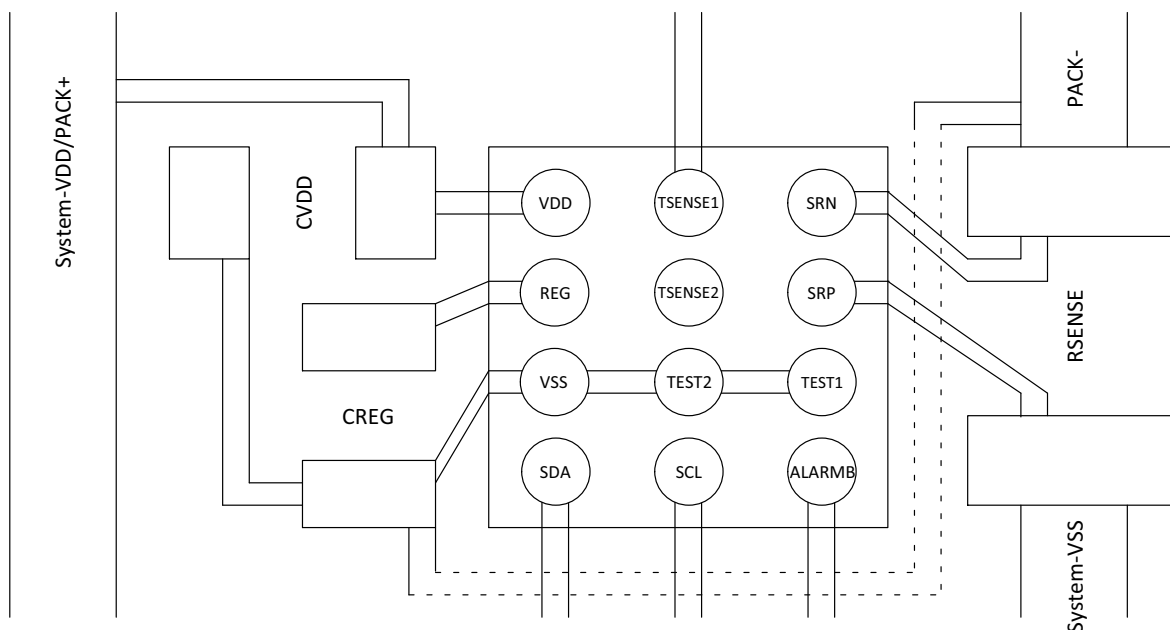 System-VDD/PACK+
PACK-
CVDD
VDD
TSENSE1
SRN
REG
TSENSE2
SRP
RSENSE
VSS
TEST2
TEST1
CREG
SDA
SCL
ALARMB
System-VSS